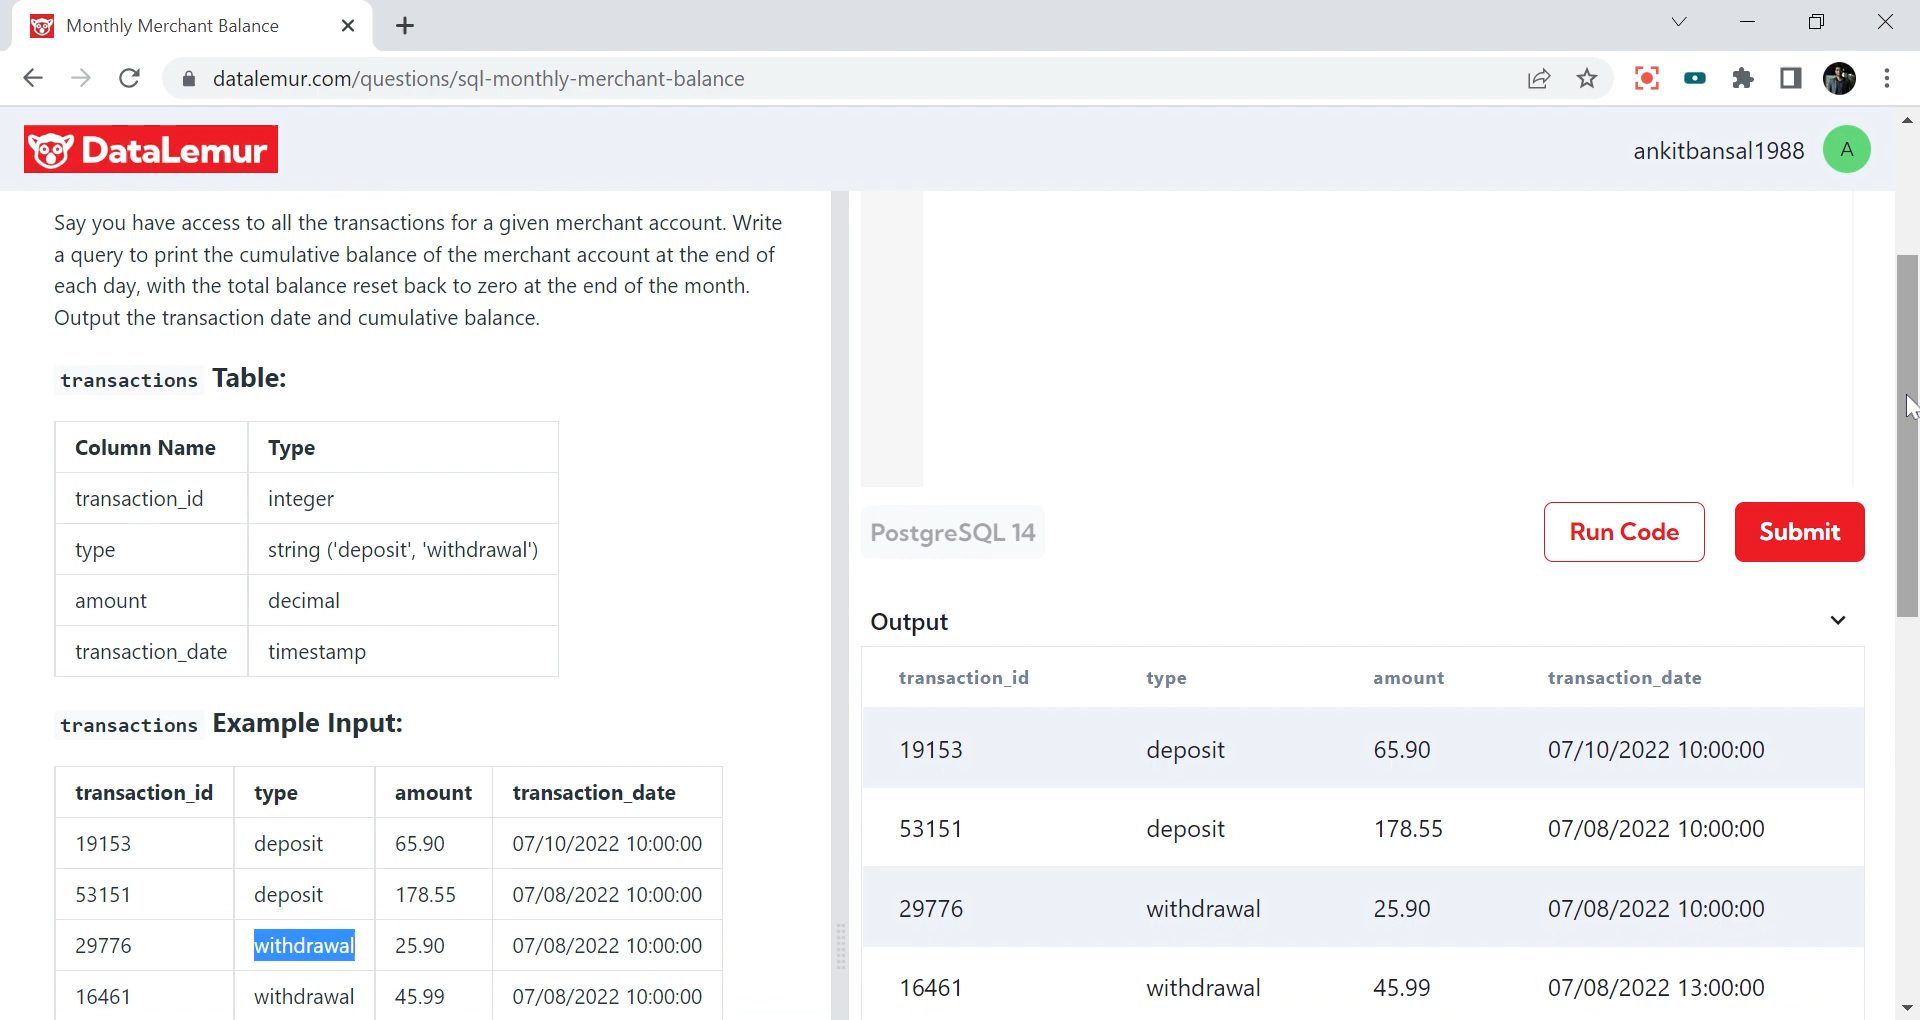 Monthly Merchant Balance
datalemur.com/questions/sql-monthly-merchant-balance
DataLemur
ankitbansal1988
A
Say you have access to all the transactions for a given merchant account. Write
a query to print the cumulative balance of the merchant account at the end of
each day, with the total balance reset back to zero at the end of the month.
Output the transaction date and cumulative balance.
transactions Table:
Column Name Type
transaction_id integer
type string ('deposit', 'withdrawal')
amount decimal
transaction_date timestamp
transactions Example Input:
transaction_id type amount transaction_date
19153 deposit 65.90 07/10/2022 10:00:00
53151 deposit 178.55 07/08/2022 10:00:00
29776 withdrawal 25.90 07/08/2022 10:00:00
16461 withdrawal 45.99 07/08/2022 10:00:00
PostgreSQL 14
Run Code
Submit
Output
transaction_id type amount transaction_date
19153 deposit 65.90 07/10/2022 10:00:00
53151 deposit 178.55 07/08/2022 10:00:00
29776 withdrawal 25.90 07/08/2022 10:00:00
16461 withdrawal 45.99 07/08/2022 13:00:00